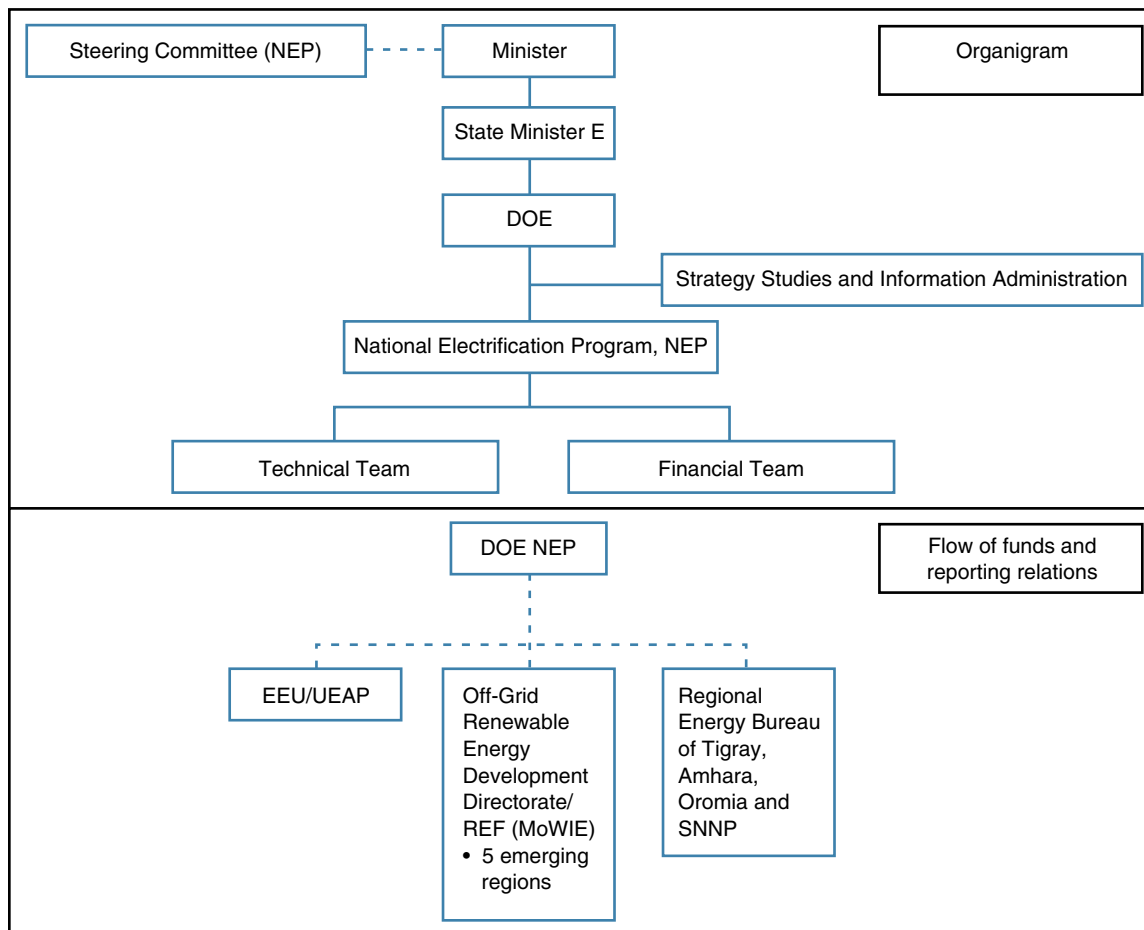 Steering Committee (NEP)
Minister
Organigram
State Minister E
DOE
Strategy Studies and Information Administration
National Electrification Program, NEP
Technical Team
Financial Team
DOE NEP
Flow of funds and
reporting relations
EEU/UEAP
Off-Grid
Renewable
Energy
Development
Directorate/
REF (MoWIE)
• 5 emerging
regions
Regional
Energy Bureau
of Tigray,
Amhara,
Oromia and
SNNP